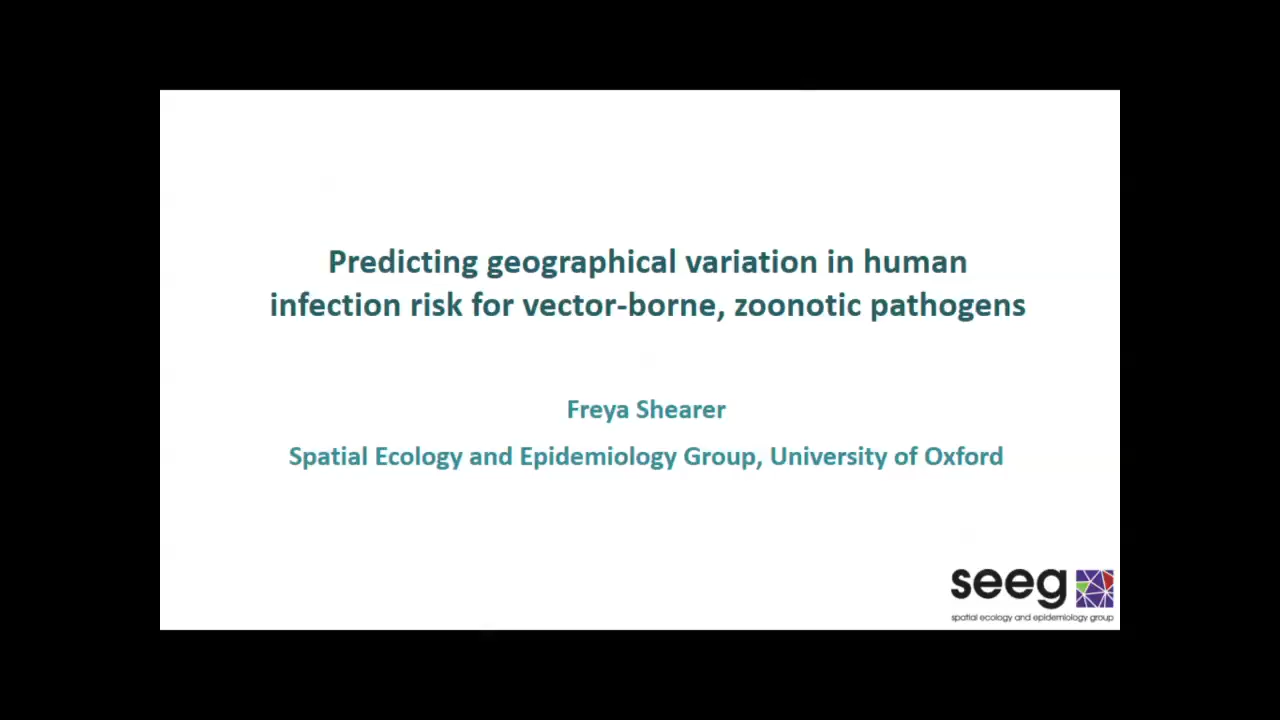 Predicting geographical variation in human
infection risk for vector-borne, zoonotic pathogens
Freya Shearer
Spatial Ecology and Epidemiology Group, University of Oxford
seeg
spatial ecology and epidemiology group